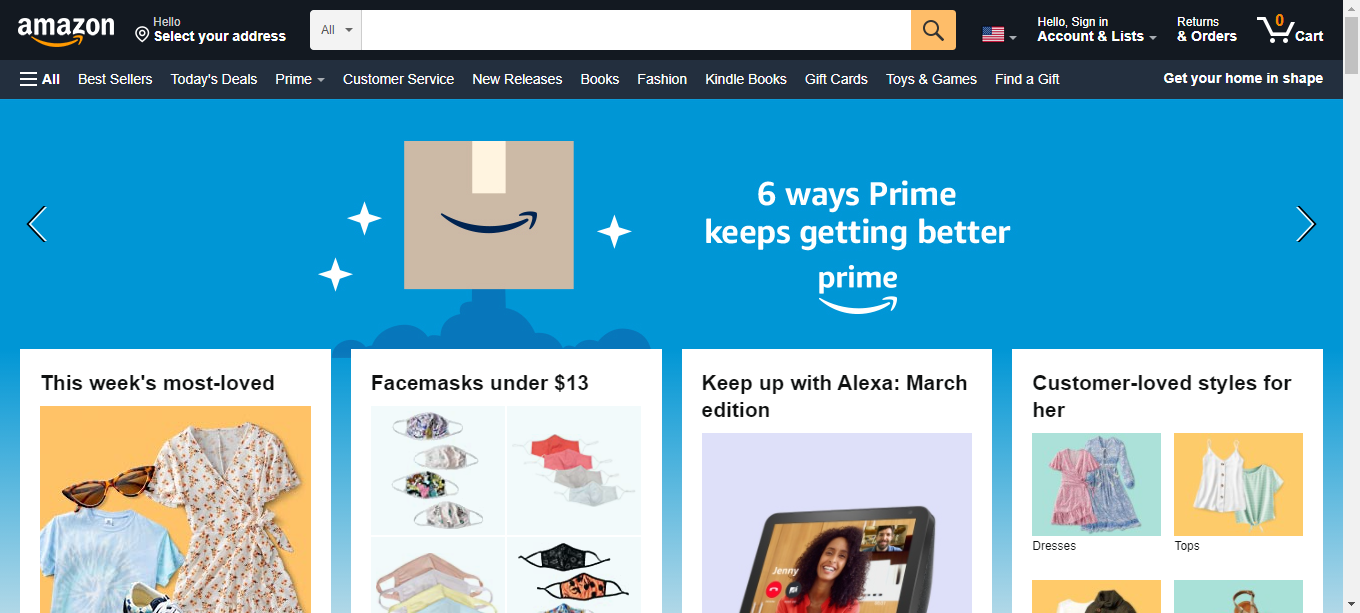 amazon
Hello
Select your address
All
Hello, Sign in
Account & Lists
Returns
& Orders
0
Cart
All
Best Sellers
Today's Deals
Prime
Customer Service
New Releases
Books
Fashion
Kindle Books
Gift Cards
Toys & Games
Find a Gift
Get your home in shape
6 ways Prime
keeps getting better
prime
This week's most-loved
Facemasks under $13
Keep up with Alexa: March
edition
Jenny
Customer-loved styles for
her
Dresses
Tops